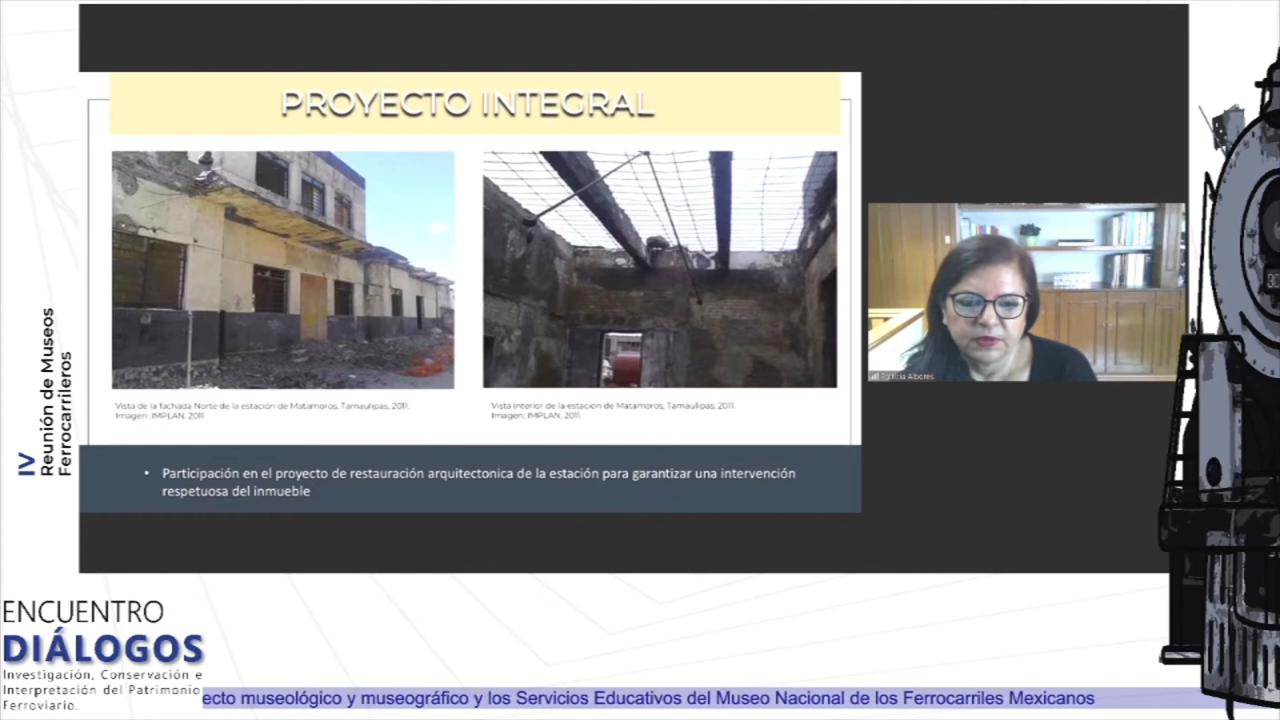 PROYECTO INTEGRAL
Vista de la fachada Norte de la estación de Matamoros, Tamaulipas, 2011.
Imagen: IMPLAN, 2011.
Vista interior de la estación de Matamoros, Tamaulipas, 2011.
Imagen: IMPLAN, 2011.
• Participación en el proyecto de restauración arquitectonica de la estación para garantizar una intervención
respetuosa del inmueble
Patricia Albores
IV
Reunión de Museos
Ferrocarrileros
ENCUENTRO
DIÁLOGOS
Investigación, Conservación e
Interpretación del Patrimonio
Ferroviario.
ecto museológico y museográfico y los Servicios Educativos del Museo Nacional de los Ferrocarriles Mexicanos